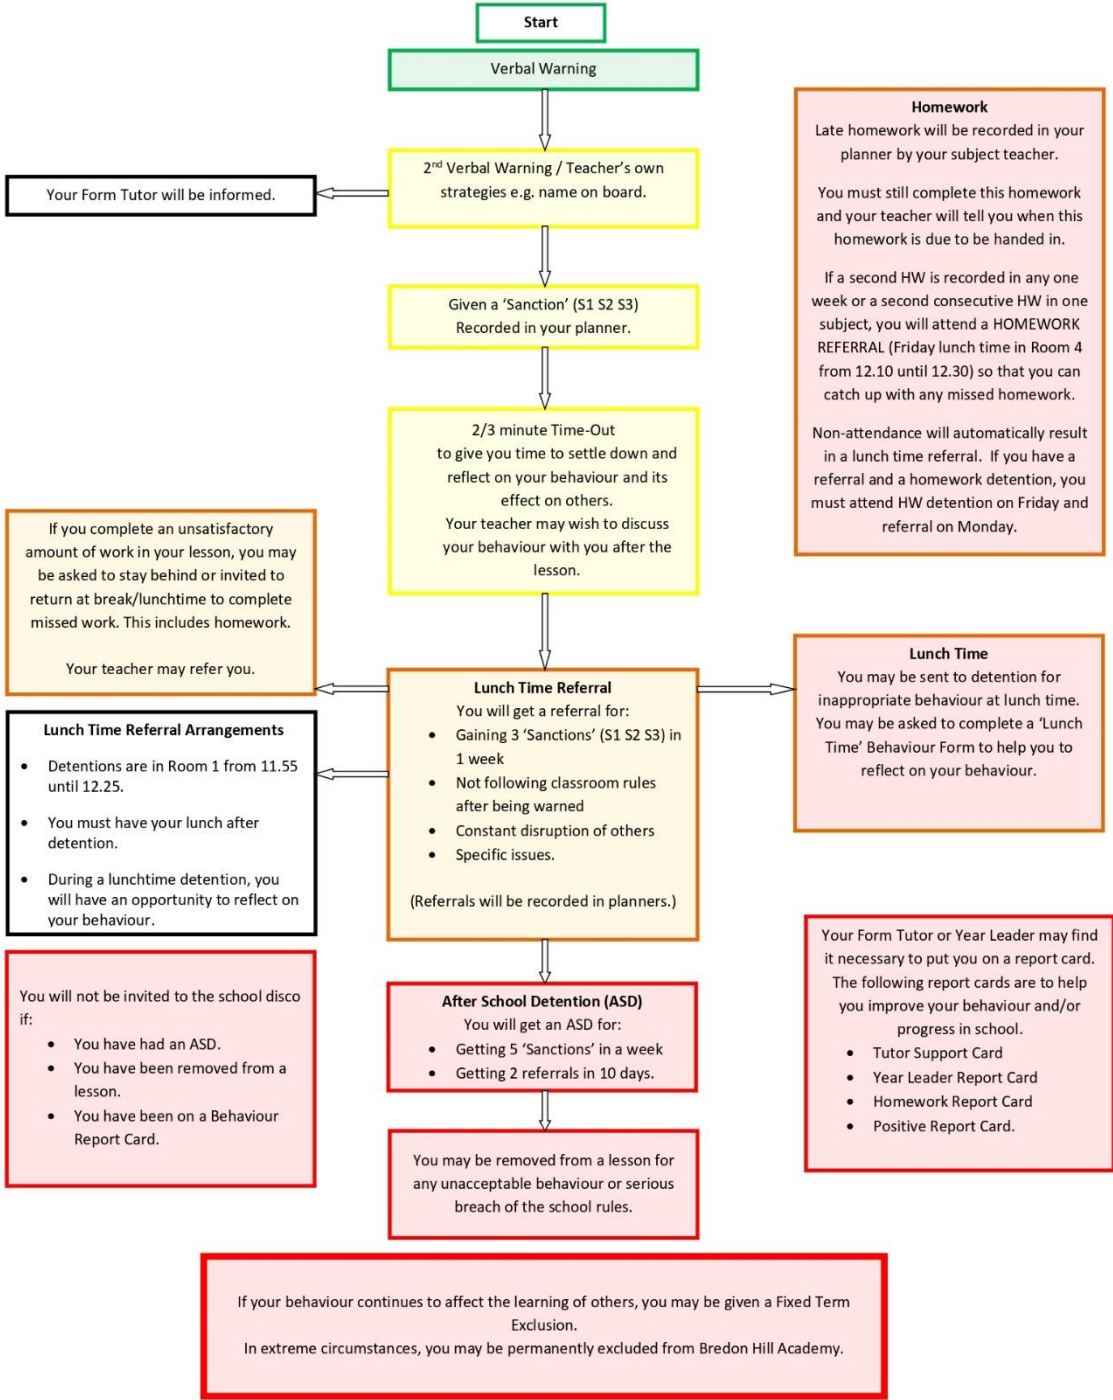 Start
Verbal Warning
2nd Verbal Warning / Teacher's own
strategies e.g. name on board.
Your Form Tutor will be informed.
Given a 'Sanction' (S1 S2 S3)
Recorded in your planner.
2/3 minute Time-Out
to give you time to settle down and
reflect on your behaviour and its
effect on others.
Your teacher may wish to discuss
your behaviour with you after the
lesson.
Homework
Late homework will be recorded in your
planner by your subject teacher.
You must still complete this homework
and your teacher will tell you when this
homework is due to be handed in.
If a second HW is recorded in any one
week or a second consecutive HW in one
subject, you will attend a HOMEWORK
REFERRAL (Friday lunch time in Room 4
from 12.10 until 12.30) so that you can
catch up with any missed homework.
Non-attendance will automatically result
in a lunch time referral. If you have a
referral and a homework detention, you
must attend HW detention on Friday and
referral on Monday.
If you complete an unsatisfactory
amount of work in your lesson, you may
be asked to stay behind or invited to
return at break/lunchtime to complete
missed work. This includes homework.
Your teacher may refer you.
Lunch Time Referral
You will get a referral for:
• Gaining 3 'Sanctions' (S1 S2 S3) in
1 week
• Not following classroom rules
after being warned
• Constant disruption of others
• Specific issues.
(Referrals will be recorded in planners.)
Lunch Time
You may be sent to detention for
inappropriate behaviour at lunch time.
You may be asked to complete a 'Lunch
Time' Behaviour Form to help you to
reflect on your behaviour.
Lunch Time Referral Arrangements
• Detentions are in Room 1 from 11.55
until 12.25.
• You must have your lunch after
detention.
• During a lunchtime detention, you
will have an opportunity to reflect on
your behaviour.
You will not be invited to the school disco
if:
• You have had an ASD.
• You have been removed from a
lesson.
• You have been on a Behaviour
Report Card.
After School Detention (ASD)
You will get an ASD for:
• Getting 5 'Sanctions' in a week
• Getting 2 referrals in 10 days.
Your Form Tutor or Year Leader may find
it necessary to put you on a report card.
The following report cards are to help
you improve your behaviour and/or
progress in school.
• Tutor Support Card
• Year Leader Report Card
• Homework Report Card
• Positive Report Card.
You may be removed from a lesson for
any unacceptable behaviour or serious
breach of the school rules.
If your behaviour continues to affect the learning of others, you may be given a Fixed Term
Exclusion.
In extreme circumstances, you may be permanently excluded from Bredon Hill Academy.